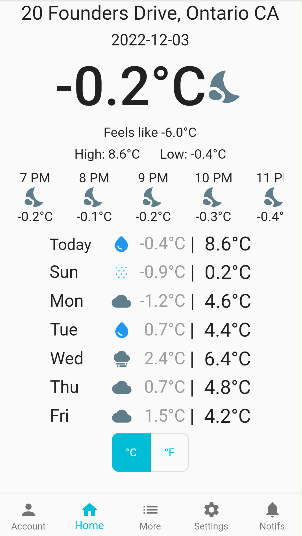 20 Founders Drive, Ontario CA
2022-12-03
-0.2°C
Feels like -6.0°C
High: 8.6°C Low: -0.4°C
7 PM 8 PM 9 PM 10 PM 11 P
-0.2°C -0.1°C -0.2°C -0.3°C -0.4°
Today -0.4°C | 8.6°C
Sun -0.9°C | 0.2°C
Mon -1.2°C | 4.6°C
Tue 0.7°C | 4.4°C
Wed 2.4°C | 6.4°C
Thu 0.7°C | 4.8°C
Fri 1.5°C | 4.2°C
°C °F
Account Home More Settings Notifs